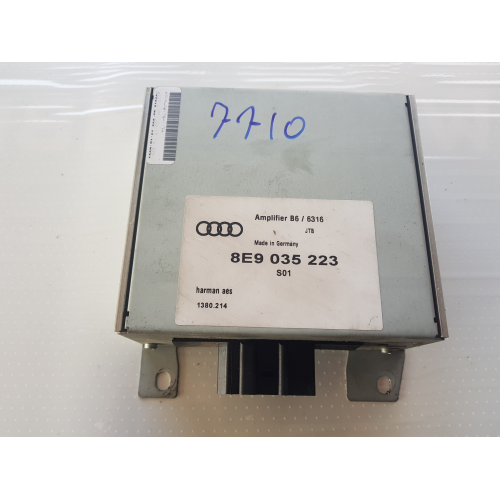 7710
Amplifier B6 / 6316
JTB
Made in Germany
8E9 035 223
S01
harman aes
1380.214